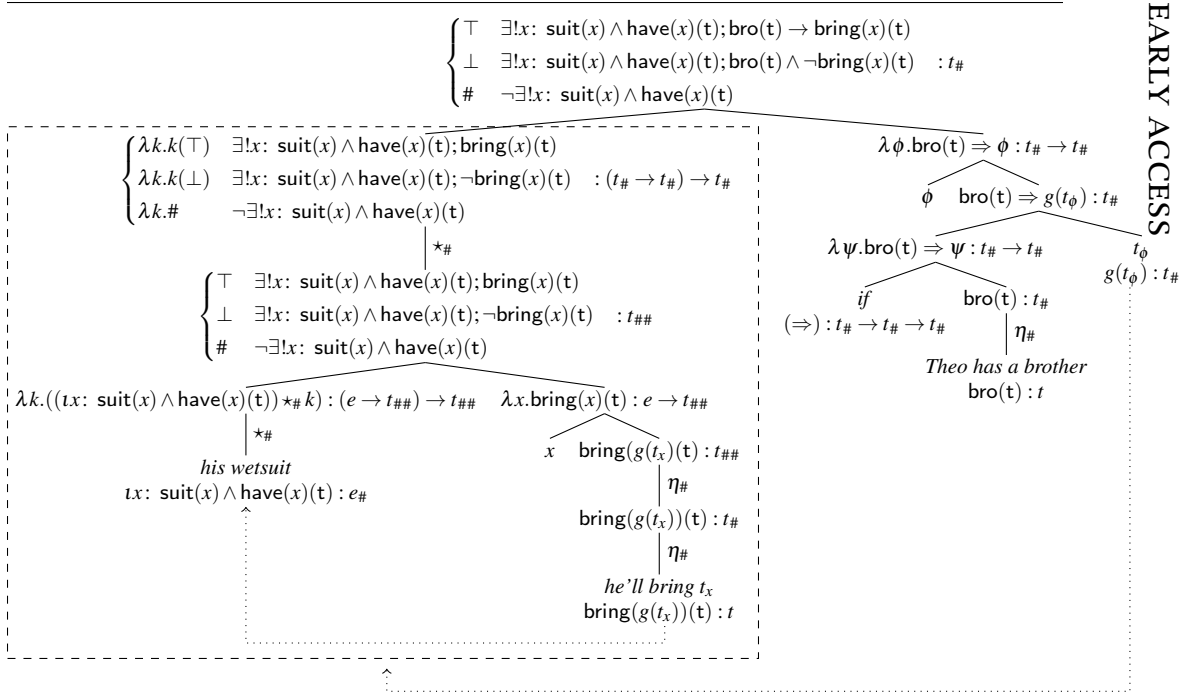 EARLY ACCESS
⊤ ∃!x: suit(x) ∧ have(x)(t); bro(t) → bring(x)(t)
⊥ ∃!x: suit(x) ∧ have(x)(t); bro(t) ∧ ¬bring(x)(t) : t#
# ¬∃!x: suit(x) ∧ have(x)(t)
λk.k(⊤) ∃!x: suit(x) ∧ have(x)(t); bring(x)(t)
λk.k(⊥) ∃!x: suit(x) ∧ have(x)(t); ¬bring(x)(t) : (t# → t#) → t#
λk.# ¬∃!x: suit(x) ∧ have(x)(t)
⋆#
⊤ ∃!x: suit(x) ∧ have(x)(t); bring(x)(t)
⊥ ∃!x: suit(x) ∧ have(x)(t); ¬bring(x)(t) : t##
# ¬∃!x: suit(x) ∧ have(x)(t)
λk.((ιx: suit(x) ∧ have(x)(t)) ⋆# k) : (e → t##) → t##
⋆#
his wetsuit
ιx: suit(x) ∧ have(x)(t) : e#
λx.bring(x)(t) : e → t##
x bring(g(tx)(t) : t##
η#
bring(g(tx))(t) : t#
η#
he'll bring tx
bring(g(tx))(t) : t
λϕ.bro(t) ⇒ ϕ : t# → t#
ϕ bro(t) ⇒ g(tϕ) : t#
λψ.bro(t) ⇒ ψ : t# → t#
if
(⇒) : t# → t# → t#
bro(t) : t#
η#
Theo has a brother
bro(t) : t
tϕ
g(tϕ) : t#